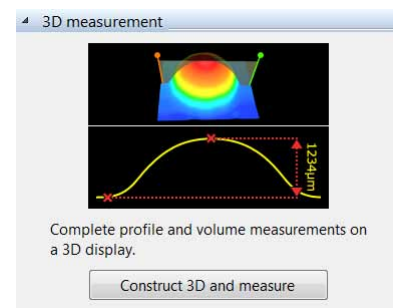 3D measurement
1234μm
Complete profile and volume measurements on
a 3D display.
Construct 3D and measure